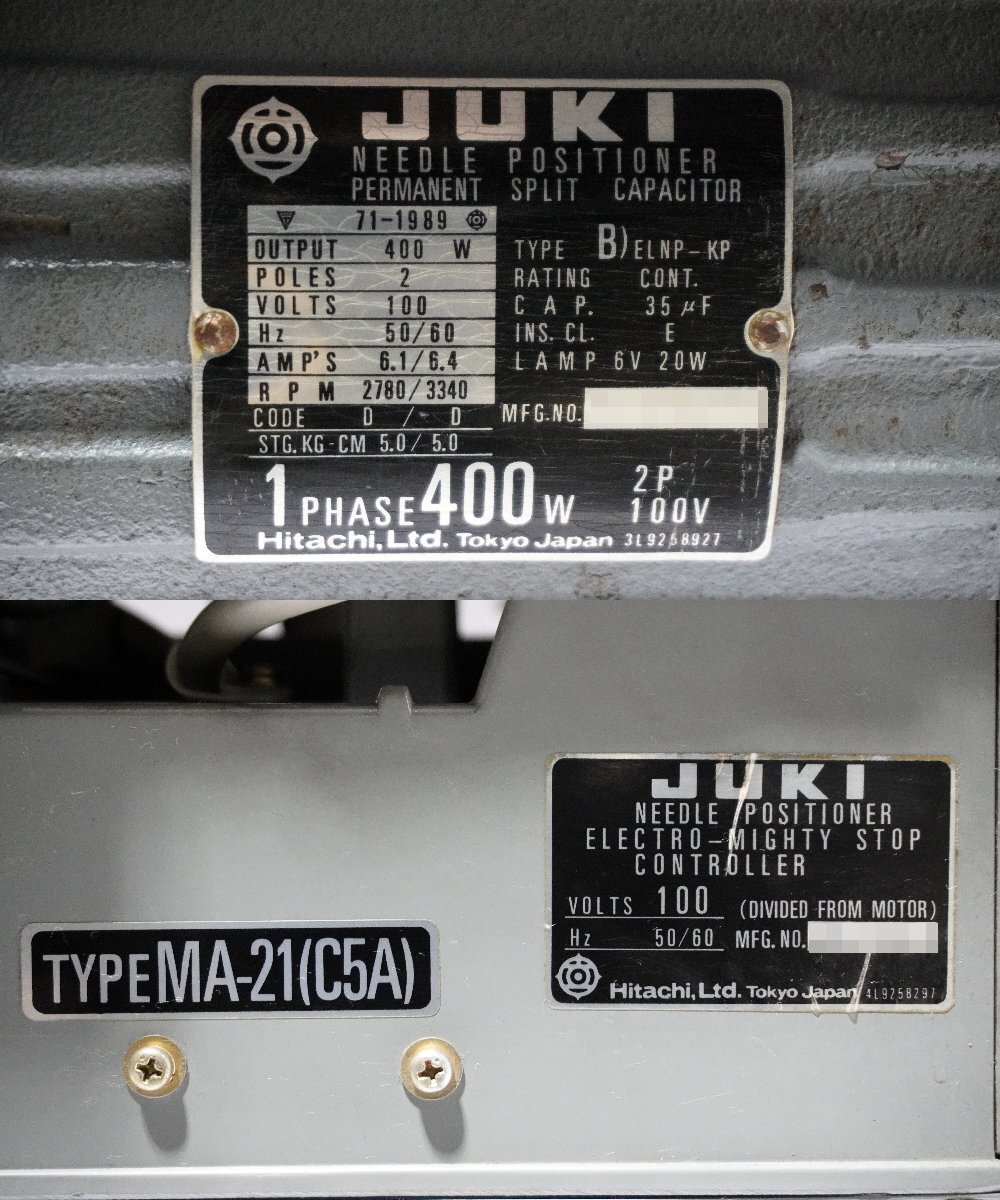 JUKI
NEEDLE POSITIONER
PERMANENT SPLIT CAPACITOR
71-1989
OUTPUT 400 W
POLES 2
VOLTS 100
Hz 50/60
AMP'S 6.1/6.4
RPM 2780/3340
CODE D / D
STG. KG-CM 5.0/5.0
TYPE B)ELNP-KP
RATING CONT.
CAP. 35 μF
INS. CL. E
LAMP 6V 20W
MFG.NO.
1 PHASE 400 W 2P 100V
Hitachi, Ltd. Tokyo Japan 3L9258927
JUKI
NEEDLE POSITIONER
ELECTRO-MIGHTY STOP
CONTROLLER
VOLTS 100 (DIVIDED FROM MOTOR)
Hz 50/60 MFG. NO.
Hitachi, Ltd. Tokyo Japan 4L9258297
TYPE MA-21(C5A)